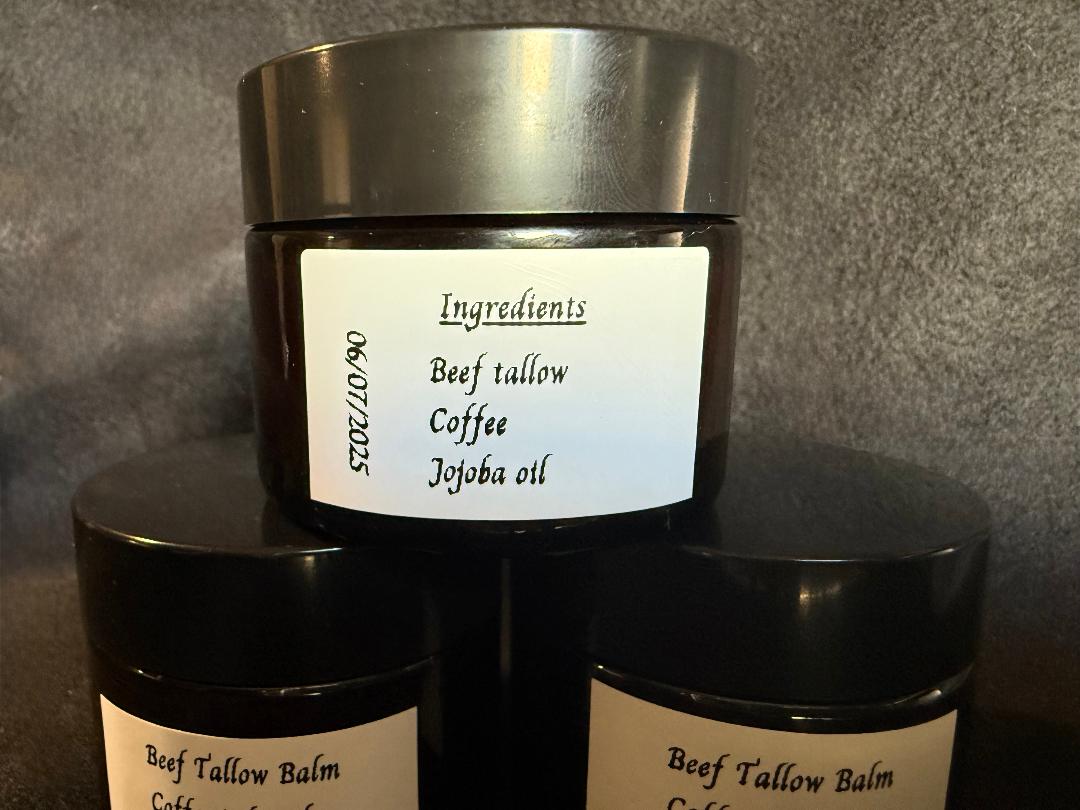 Ingredients
Beef tallow
Coffee
Jojoba oil
06/07/2025
Beef Tallow Balm
Beef Tallow Balm